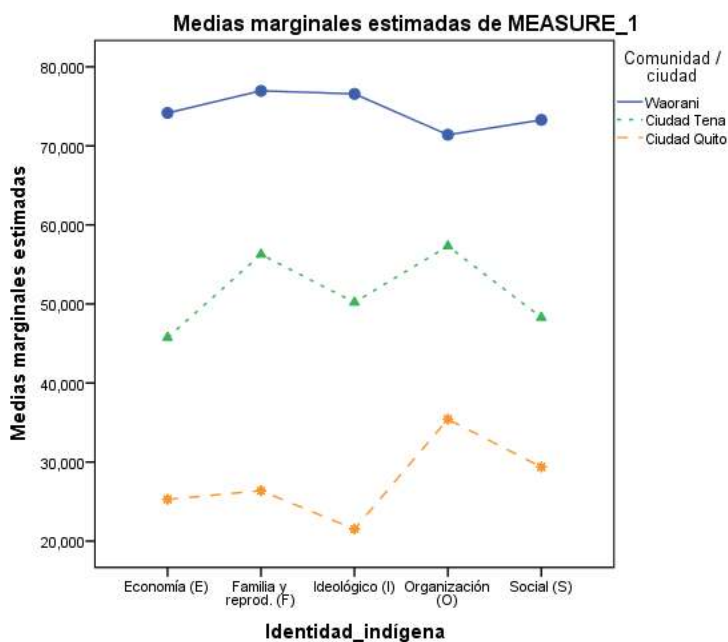 Medias marginales estimadas de MEASURE_1
Comunidad /
ciudad
Waorani
Ciudad Tena
Ciudad Quito
Medias marginales estimadas
80,000
70,000
60,000
50,000
40,000
30,000
20,000
Economía (E)
Familia y
reprod. (F)
Ideológico (I)
Organización
(O)
Social (S)
Identidad_indígena